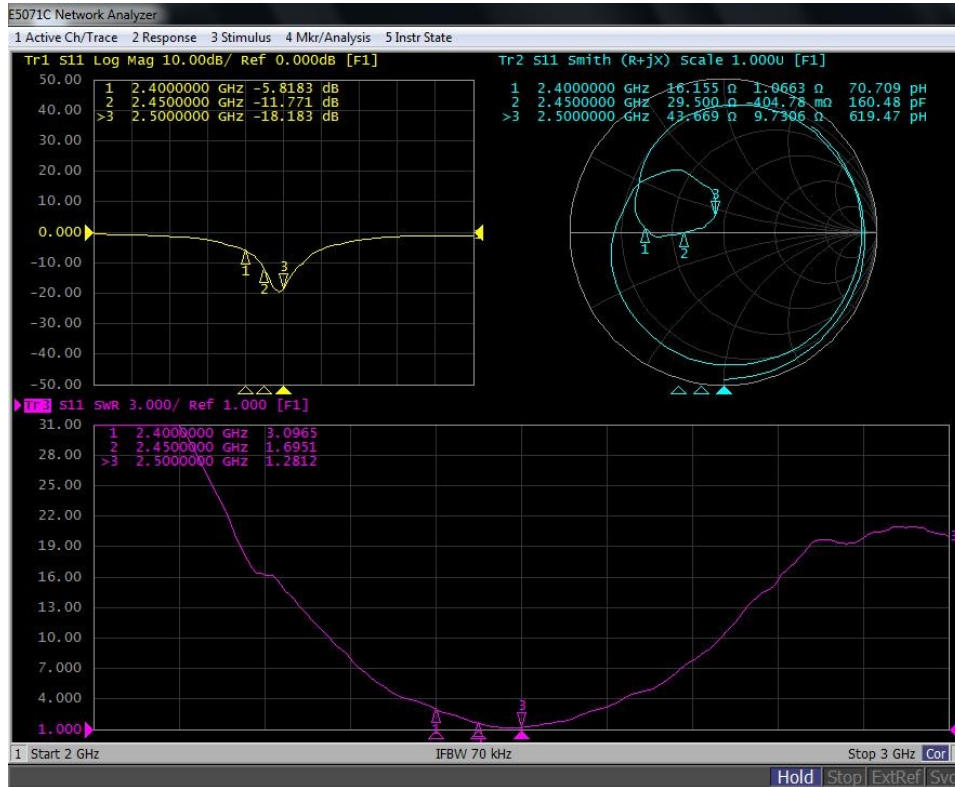 E5071C Network Analyzer
1 Active Ch/Trace 2 Response 3 Stimulus 4 Mkr/Analysis 5 Instr State
Tr1 S11 Log Mag 10.00dB/ Ref 0.000dB [F1]
50.00
40.00
30.00
20.00
10.00
0.000
-10.00
-20.00
-30.00
-40.00
-50.00
1 2.4000000 GHz -5.8183 dB
2 2.4500000 GHz -11.771 dB
>3 2.5000000 GHz -18.183 dB
1
2
3
Tr2 S11 Smith (R+jX) Scale 1.000U [F1]
1 2.4000000 GHz 16.155 Ω 1.0663 Ω 70.709 pH
2 2.4500000 GHz 29.500 Ω -404.78 mΩ 160.48 pF
>3 2.5000000 GHz 43.669 Ω 9.7306 Ω 619.47 pH
3
1
2
Tr3 S11 SWR 3.000/ Ref 1.000 [F1]
31.00
28.00
25.00
22.00
19.00
16.00
13.00
10.00
7.000
4.000
1.000
1 2.4000000 GHz 3.0965
2 2.4500000 GHz 1.6951
>3 2.5000000 GHz 1.2812
3
1 Start 2 GHz IFBW 70 kHz Stop 3 GHz Cor
Hold Stop ExtRef Svc